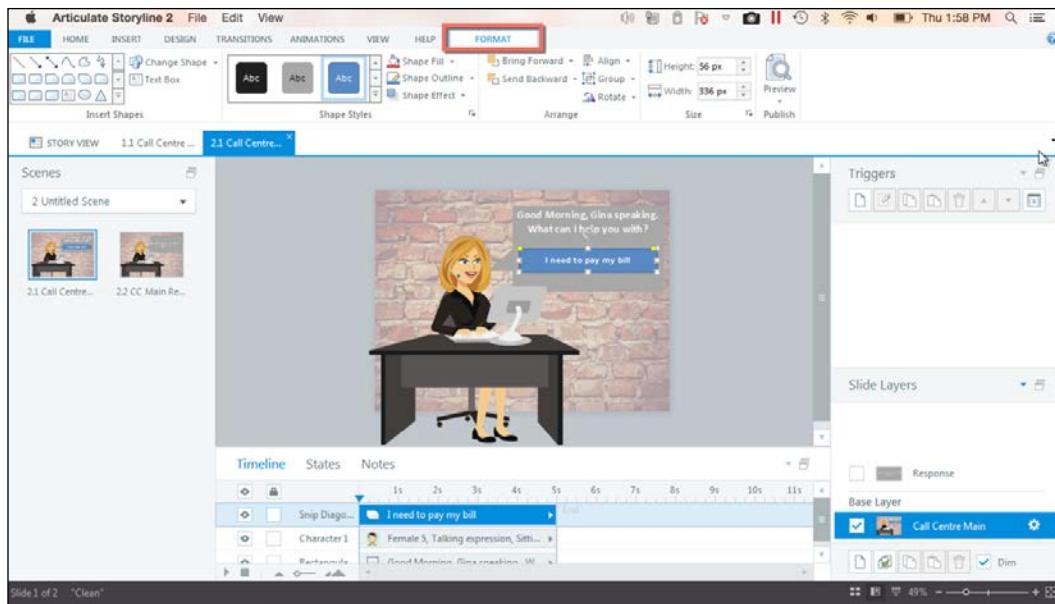 Articulate Storyline 2 File Edit View Thu 1:58 PM
FILE HOME INSERT DESIGN TRANSITIONS ANIMATIONS VIEW HELP FORMAT
Change Shape
Text Box
Insert Shapes
Abc Abc Abc
Shape Fill
Shape Outline
Shape Effect
Shape Styles
Bring Forward Align
Send Backward Group
Rotate
Arrange
Height: 56 px
Width: 336 px
Size
Preview
Publish
STORY VIEW 1.1 Call Centre ... 2.1 Call Centre...
Scenes
2 Untitled Scene
2.1 Call Centre... 2.2 CC Main Re...
Good Morning, Gina speaking.
What can I help you with?
I need to pay my bill
Triggers
Slide Layers
Response
Base Layer
Call Centre Main
Dim
Timeline States Notes
1s 2s 3s 4s 5s 6s 7s 8s 9s 10s 11s
Snip Diago... I need to pay my bill End
Character 1 Female 5, Talking expression, Sitti...
Rectangula Good Morning, Gina speaking. W
Slide 1 of 2 "Clean" 49%